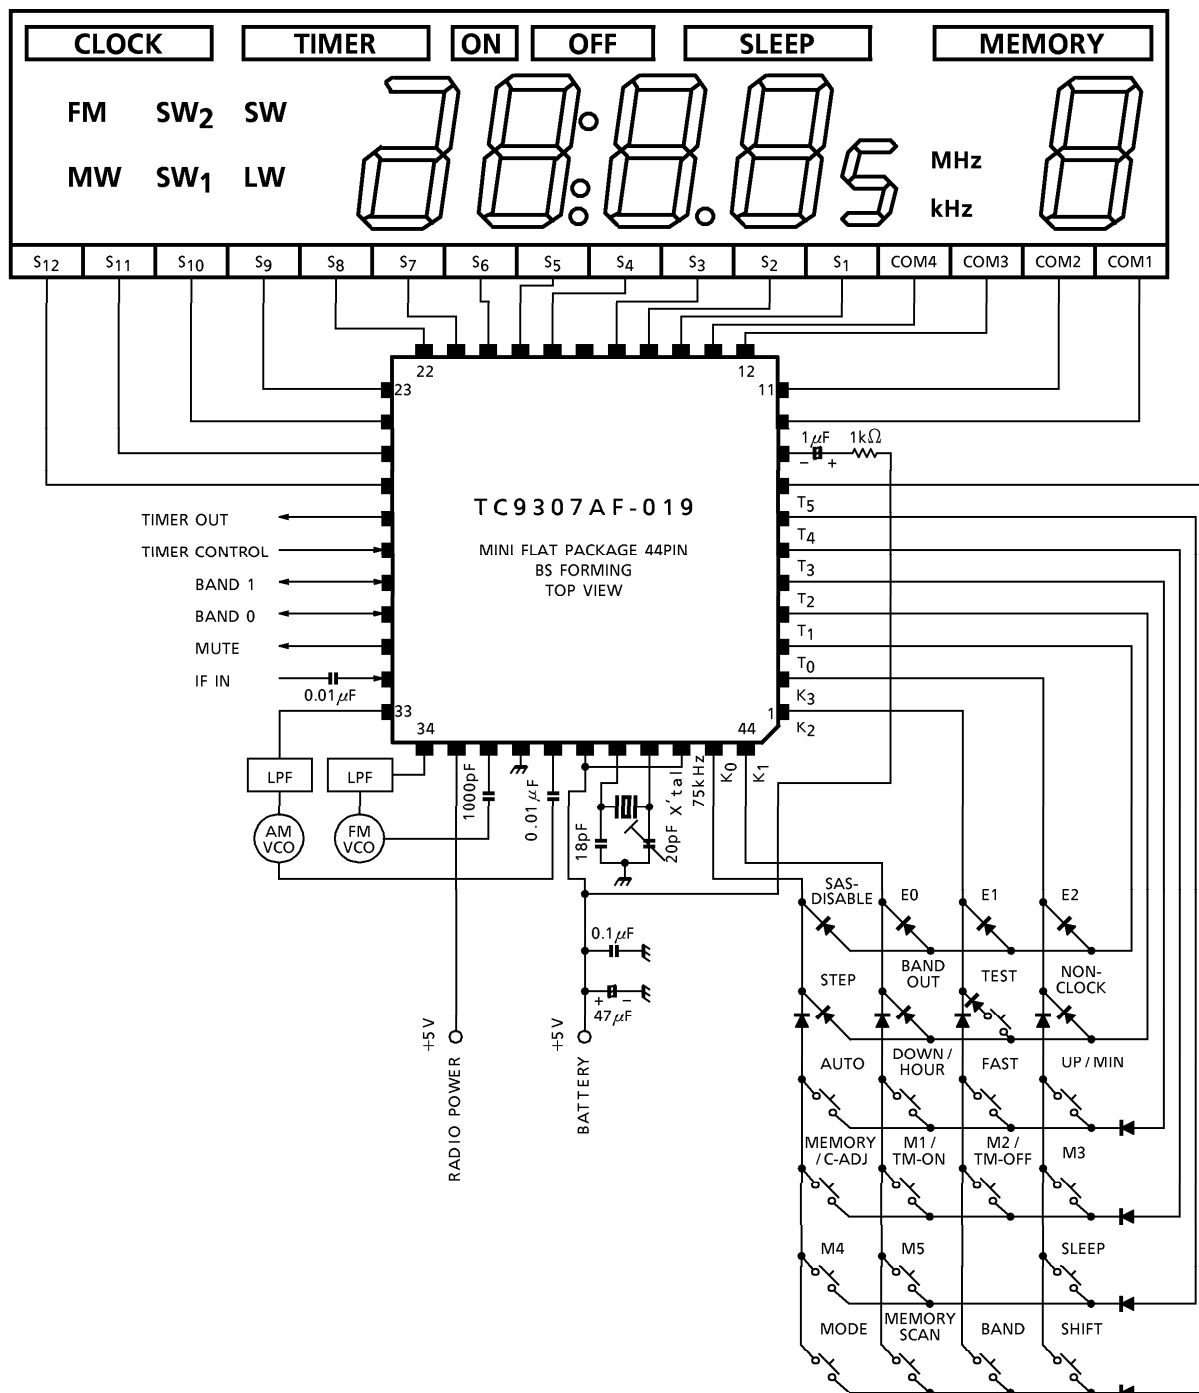 CLOCK TIMER ON OFF SLEEP MEMORY
FM SW2 SW
MW SW1 LW
MHz
kHz
S12 S11 S10 S9 S8 S7 S6 S5 S4 S3 S2 S1 COM4 COM3 COM2 COM1
22 12
23 11
1μF 1kΩ
− +
TC9307AF-019
MINI FLAT PACKAGE 44PIN
BS FORMING
TOP VIEW
TIMER OUT
TIMER CONTROL
BAND 1
BAND 0
MUTE
IF IN
0.01μF
T5
T4
T3
T2
T1
T0
K3
K2
33 1
34 44
LPF LPF
AM VCO
FM VCO
1000pF
0.01μF
18pF
20pF
X'tal
75kHz
K0
K1
0.1μF
+ −
47μF
+5V
RADIO POWER
+5V
BATTERY
SAS-
DISABLE
E0 E1 E2
STEP
BAND
OUT
TEST
NON-
CLOCK
AUTO
DOWN /
HOUR
FAST
UP / MIN
MEMORY
/ C-ADJ
M1 /
TM-ON
M2 /
TM-OFF
M3
M4 M5 SLEEP
MODE
MEMORY
SCAN
BAND SHIFT